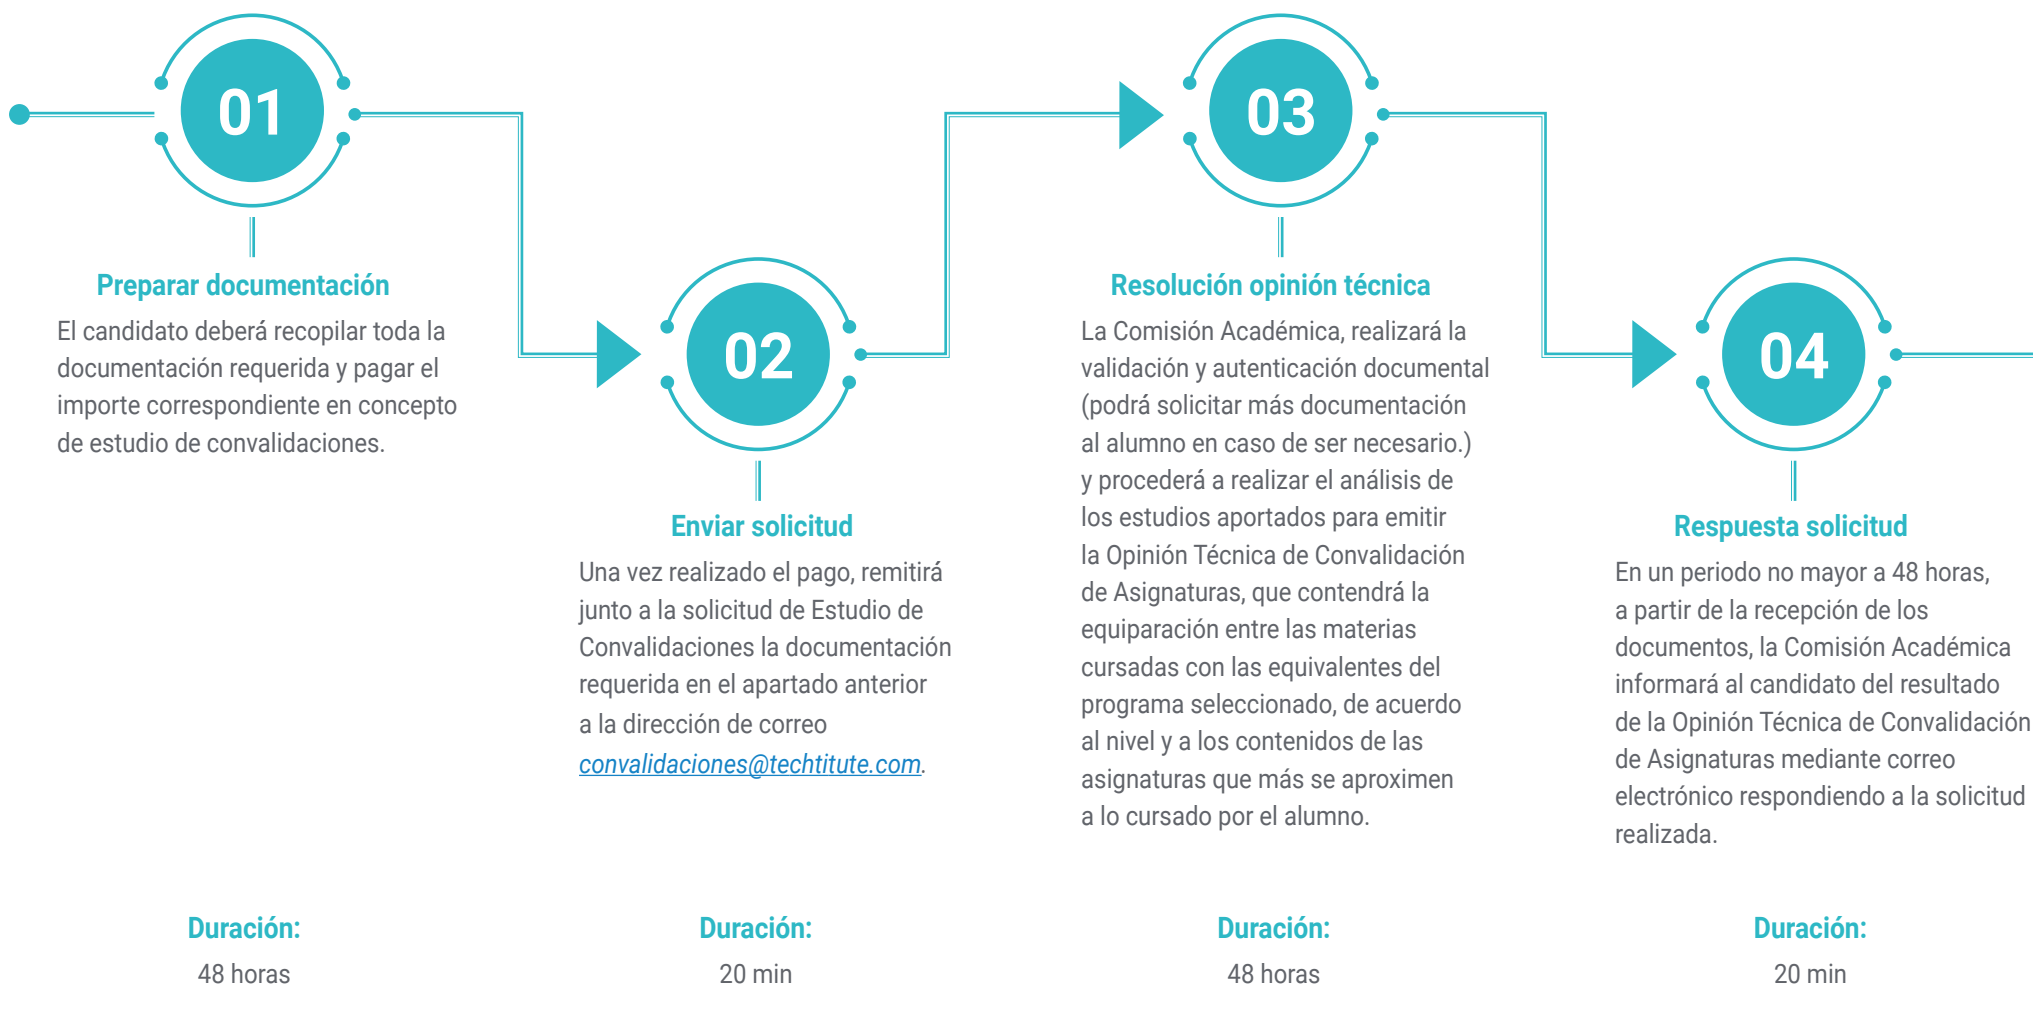 01
Preparar documentación
El candidato deberá recopilar toda la
documentación requerida y pagar el
importe correspondiente en concepto
de estudio de convalidaciones.
Duración:
48 horas
02
Enviar solicitud
Una vez realizado el pago, remitirá
junto a la solicitud de Estudio de
Convalidaciones la documentación
requerida en el apartado anterior
a la dirección de correo
convalidaciones@techtitute.com.
Duración:
20 min
03
Resolución opinión técnica
La Comisión Académica, realizará la
validación y autenticación documental
(podrá solicitar más documentación
al alumno en caso de ser necesario.)
y procederá a realizar el análisis de
los estudios aportados para emitir
la Opinión Técnica de Convalidación
de Asignaturas, que contendrá la
equiparación entre las materias
cursadas con las equivalentes del
programa seleccionado, de acuerdo
al nivel y a los contenidos de las
asignaturas que más se aproximen
a lo cursado por el alumno.
Duración:
48 horas
04
Respuesta solicitud
En un periodo no mayor a 48 horas,
a partir de la recepción de los
documentos, la Comisión Académica
informará al candidato del resultado
de la Opinión Técnica de Convalidación
de Asignaturas mediante correo
electrónico respondiendo a la solicitud
realizada.
Duración:
20 min